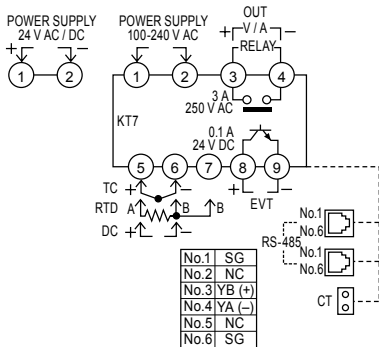 POWER SUPPLY
24 V AC / DC
+ –
1 2
POWER SUPPLY
100-240 V AC
1 2
OUT
+ V / A –
RELAY
3 4
3 A
250 V AC
KT7
0.1 A
24 V DC
5 6 7 8 9
TC + –
RTD A B B
DC + –
+ EVT –
RS-485
No.1
No.6
No.1
No.6
CT
No.1 SG
No.2 NC
No.3 YB (+)
No.4 YA (–)
No.5 NC
No.6 SG